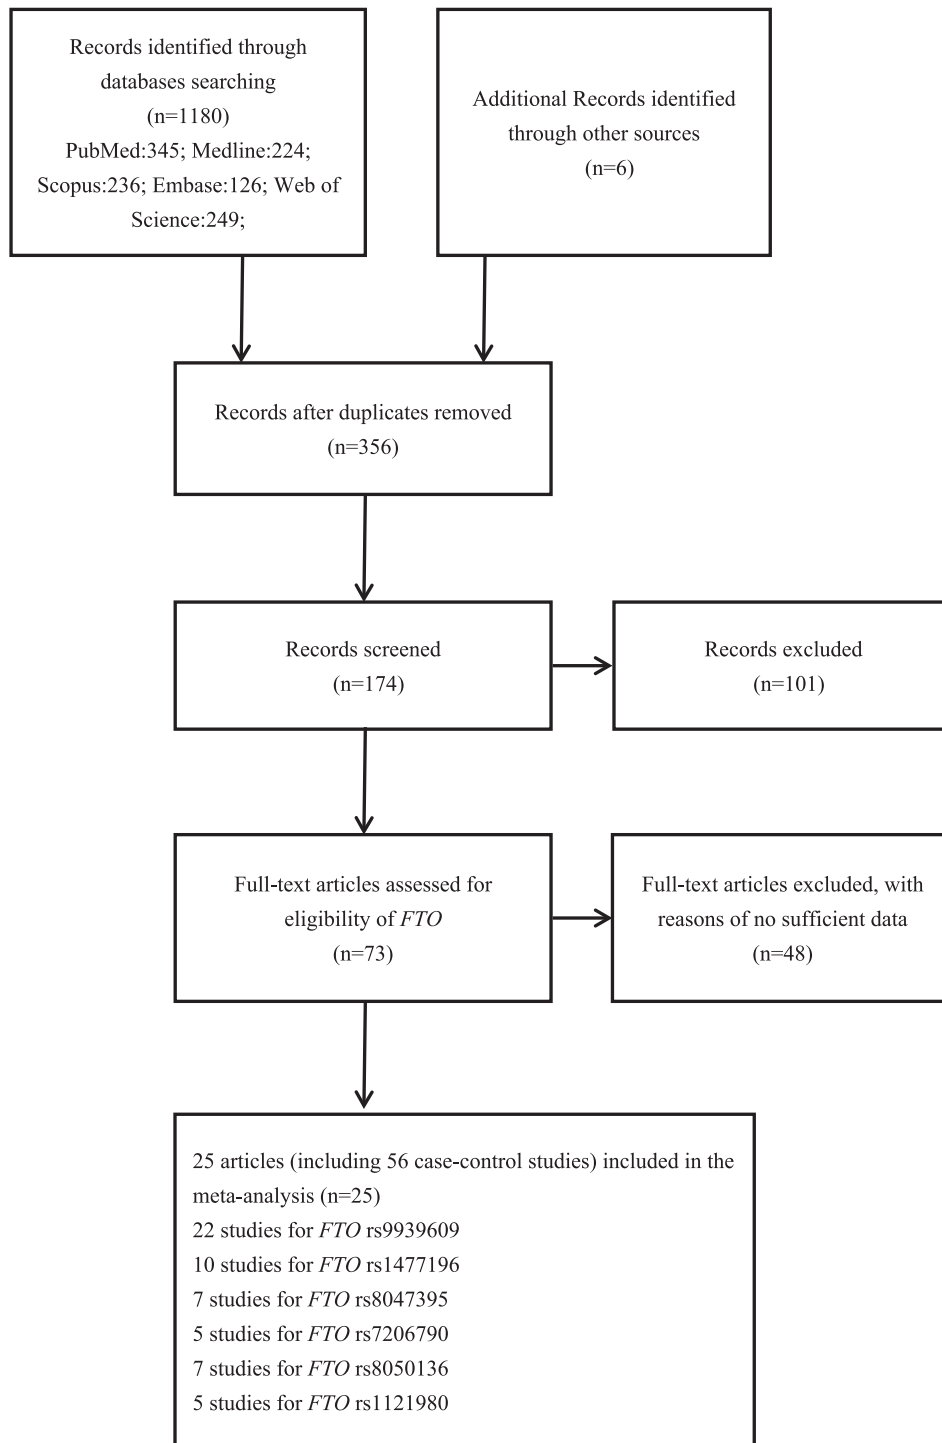 Records identified through
databases searching
(n=1180)
PubMed:345; Medline:224;
Scopus:236; Embase:126; Web of
Science:249;
Additional Records identified
through other sources
(n=6)
Records after duplicates removed
(n=356)
Records screened
(n=174)
Records excluded
(n=101)
Full-text articles assessed for
eligibility of FTO
(n=73)
Full-text articles excluded, with
reasons of no sufficient data
(n=48)
25 articles (including 56 case-control studies) included in the
meta-analysis (n=25)
22 studies for FTO rs9939609
10 studies for FTO rs1477196
7 studies for FTO rs8047395
5 studies for FTO rs7206790
7 studies for FTO rs8050136
5 studies for FTO rs1121980